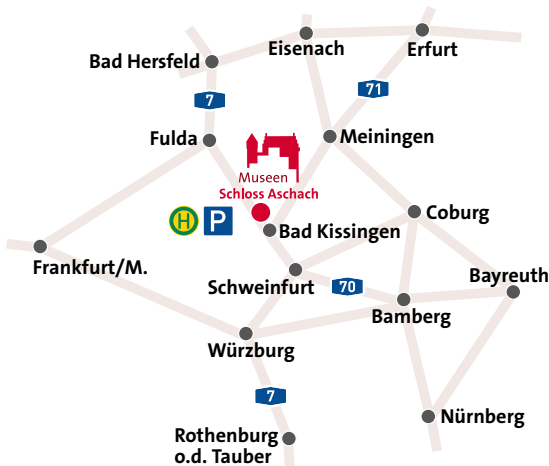 Eisenach
Erfurt
Bad Hersfeld
7
71
Fulda
Meiningen
Museen
Schloss Aschach
H
P
Coburg
Bad Kissingen
Frankfurt/M.
Schweinfurt
70
Bayreuth
Bamberg
Würzburg
7
Nürnberg
Rothenburg
o.d. Tauber